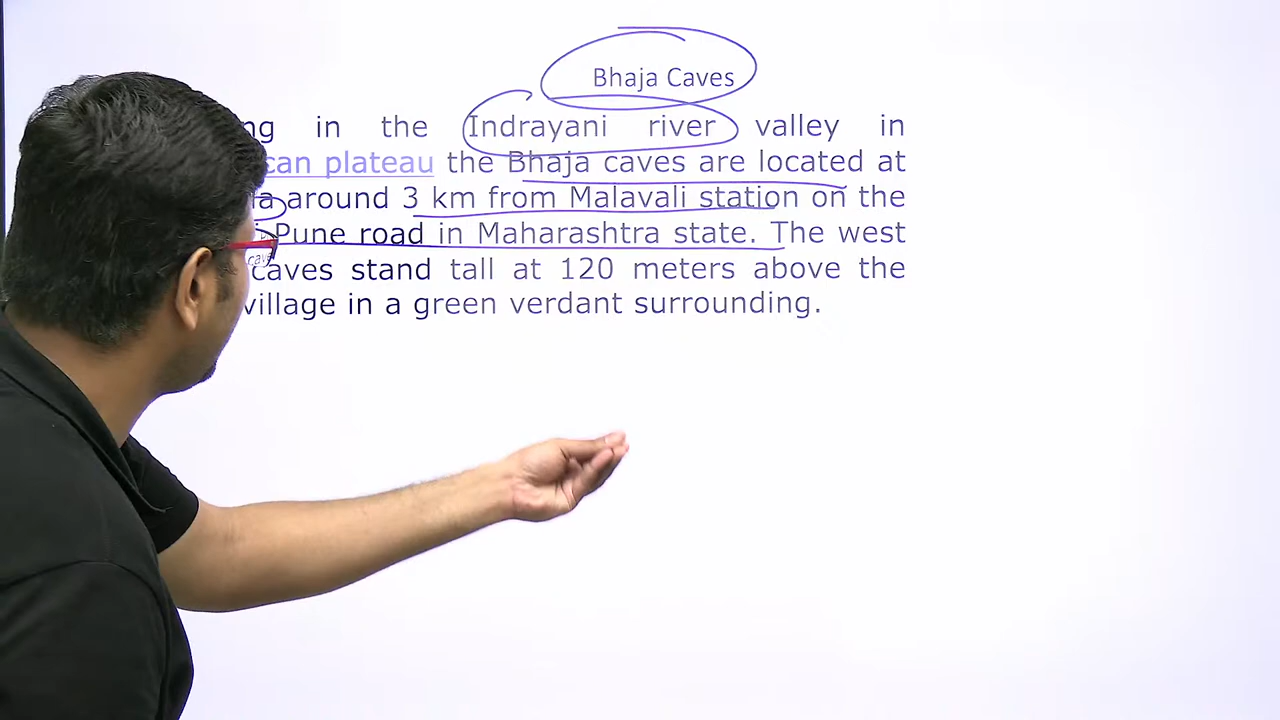 Bhaja Caves
in the Indrayani river valley in
plateau the Bhaja caves are located at
around 3 km from Malavali station on the
Pune road in Maharashtra state. The west
caves stand tall at 120 meters above the
village in a green verdant surrounding.